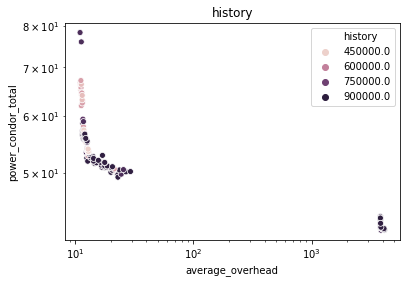 history
8 × 10¹
7 × 10¹
6 × 10¹
5 × 10¹
power_condor_total
history
450000.0
600000.0
750000.0
900000.0
10¹
10²
10³
average_overhead